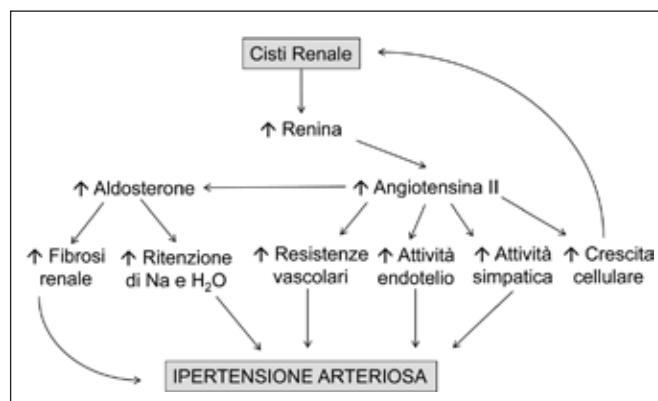 Cisti Renale
↑ Renina
↑ Aldosterone
↑ Angiotensina II
↑ Fibrosi
renale
↑ Ritenzione
di Na e H₂O
↑ Resistenze
vascolari
↑ Attività
endotelio
↑ Attività
simpatica
↑ Crescita
cellulare
IPERTENSIONE ARTERIOSA